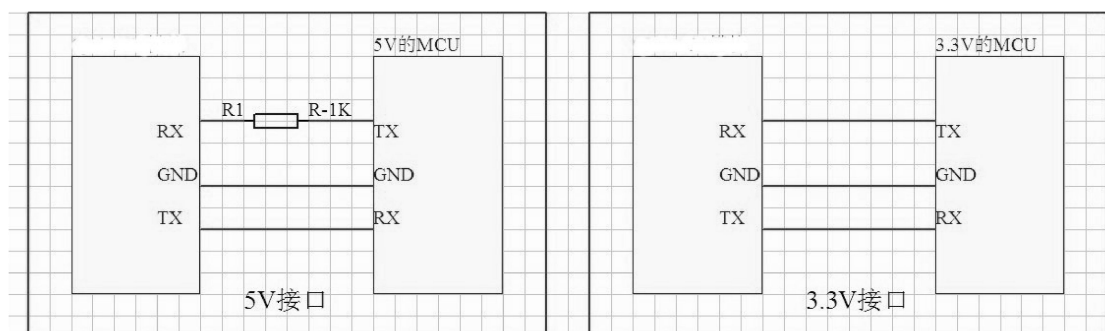 5V的MCU
R1 R-1K
RX TX
GND GND
TX RX
5V接口
3.3V的MCU
RX TX
GND GND
TX RX
3.3V接口